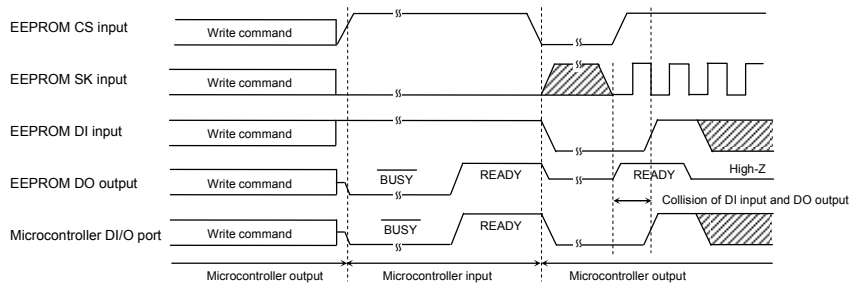 EEPROM CS input
Write command
EEPROM SK input
Write command
EEPROM DI input
Write command
EEPROM DO output
Write command
BUSY
READY
READY
High-Z
Collision of DI input and DO output
Microcontroller DI/O port
Write command
BUSY
READY
Microcontroller output
Microcontroller input
Microcontroller output